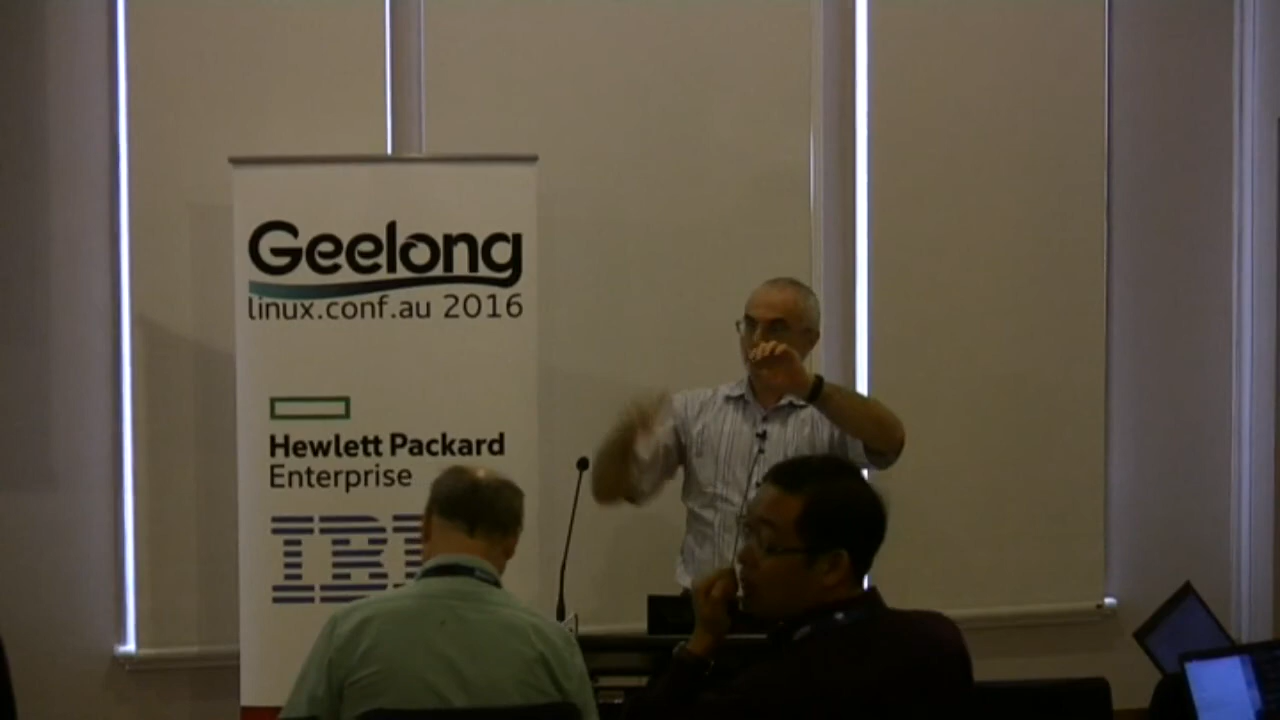 Geelong
linux.conf.au 2016
Hewlett Packard
Enterprise
IBM